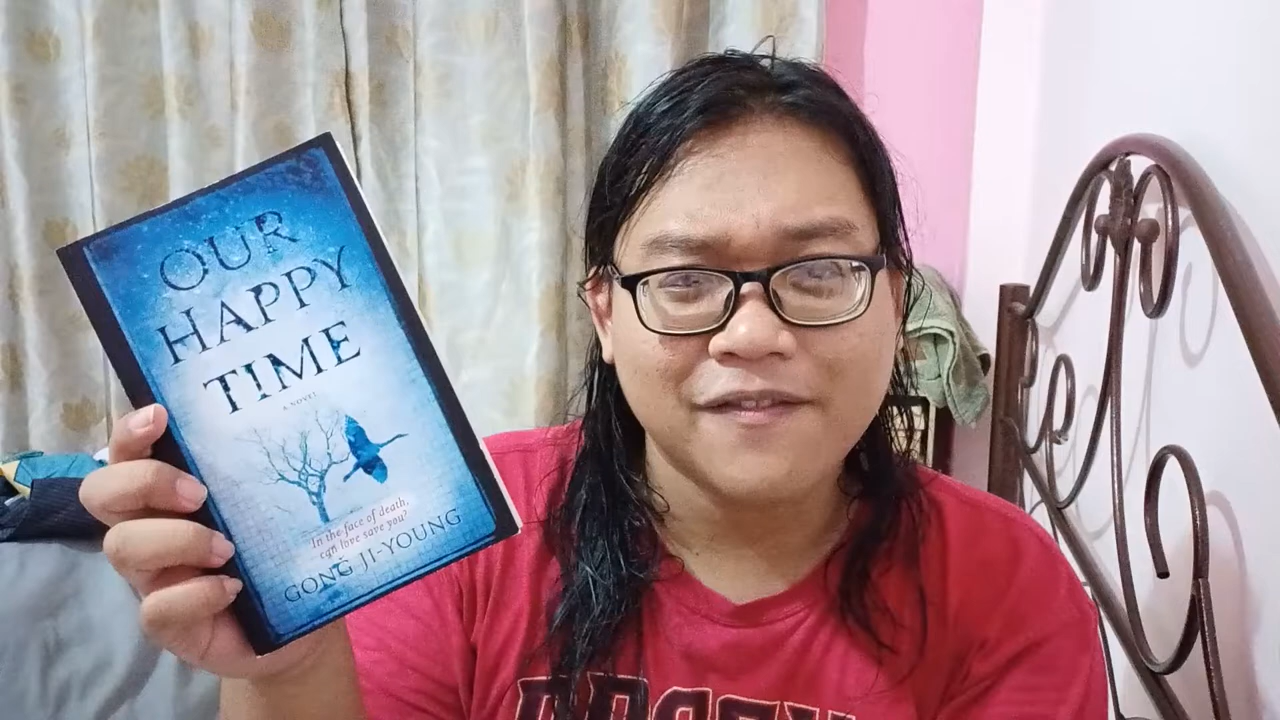 OUR
HAPPY
TIME
A NOVEL
In the face of death,
can love save you?
GONG JI-YOUNG